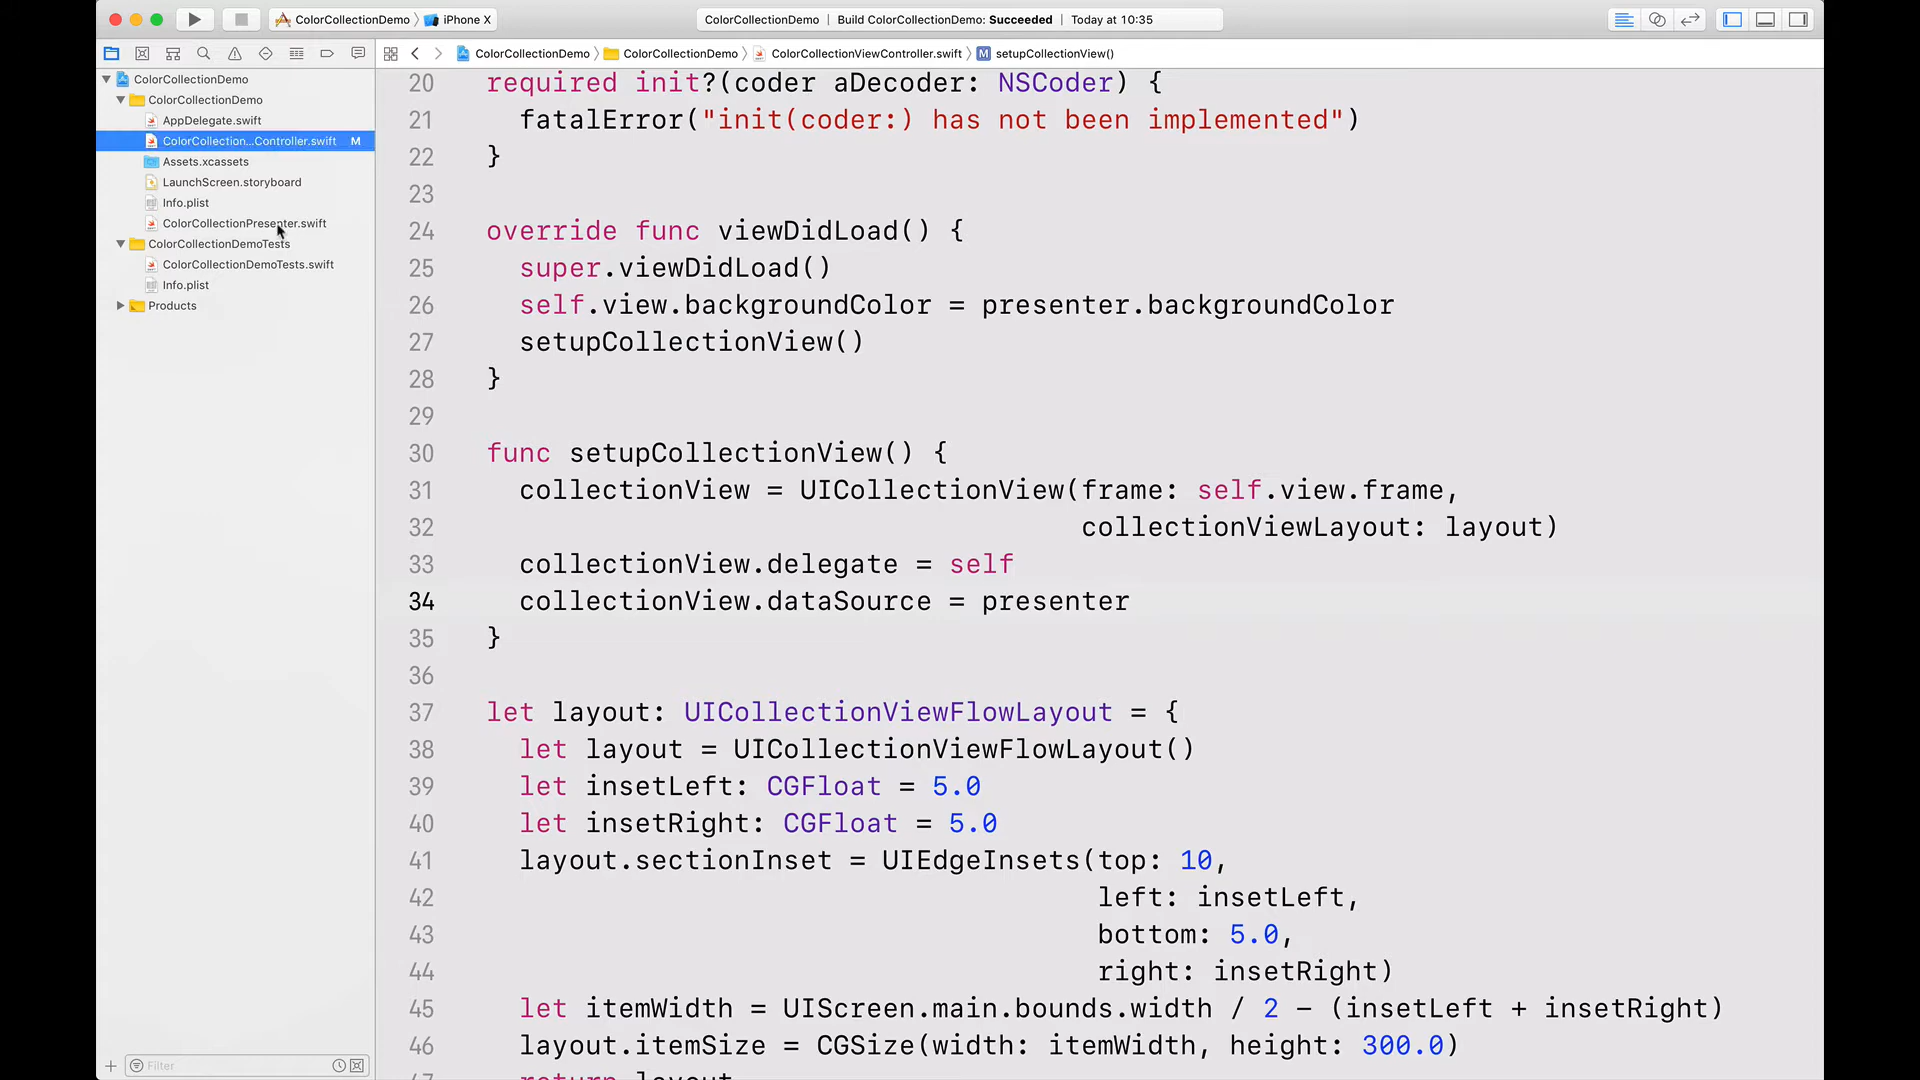 ColorCollectionDemo iPhone X
ColorCollectionDemo Build ColorCollectionDemo: Succeeded Today at 10:35
ColorCollectionDemo ColorCollectionDemo ColorCollectionViewController.swift M setupCollectionView()
ColorCollectionDemo
ColorCollectionDemo
AppDelegate.swift
ColorCollection...Controller.swift M
Assets.xcassets
LaunchScreen.storyboard
Info.plist
ColorCollectionPresenter.swift
ColorCollectionDemoTests
ColorCollectionDemoTests.swift
Info.plist
Products
Filter
20 required init?(coder aDecoder: NSCoder) {
21 fatalError("init(coder:) has not been implemented")
22 }
23
24 override func viewDidLoad() {
25 super.viewDidLoad()
26 self.view.backgroundColor = presenter.backgroundColor
27 setupCollectionView()
28 }
29
30 func setupCollectionView() {
31 collectionView = UICollectionView(frame: self.view.frame,
32 collectionViewLayout: layout)
33 collectionView.delegate = self
34 collectionView.dataSource = presenter
35 }
36
37 let layout: UICollectionViewFlowLayout = {
38 let layout = UICollectionViewFlowLayout()
39 let insetLeft: CGFloat = 5.0
40 let insetRight: CGFloat = 5.0
41 layout.sectionInset = UIEdgeInsets(top: 10,
42 left: insetLeft,
43 bottom: 5.0,
44 right: insetRight)
45 let itemWidth = UIScreen.main.bounds.width / 2 - (insetLeft + insetRight)
46 layout.itemSize = CGSize(width: itemWidth, height: 300.0)
47 return layout